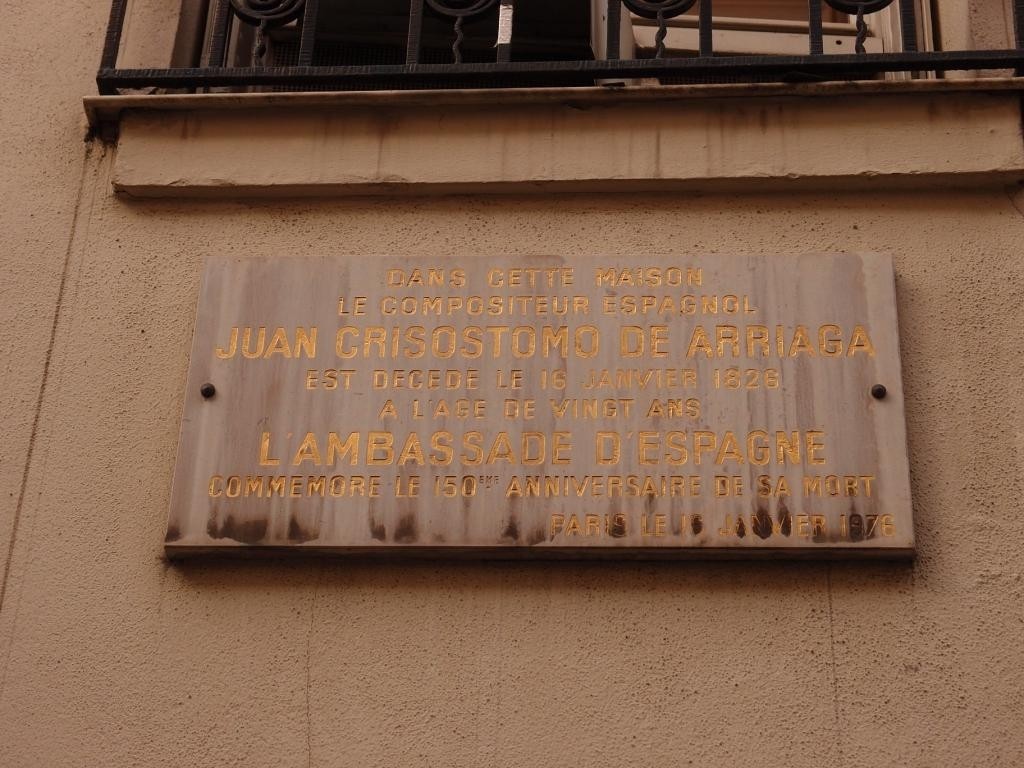 DANS CETTE MAISON
LE COMPOSITEUR ESPAGNOL
JUAN CRISOSTOMO DE ARRIAGA
EST DECEDE LE 16 JANVIER 1826
A L'AGE DE VINGT ANS
L'AMBASSADE D'ESPAGNE
COMMEMORE LE 150EME ANNIVERSAIRE DE SA MORT
PARIS LE 16 JANVIER 1976